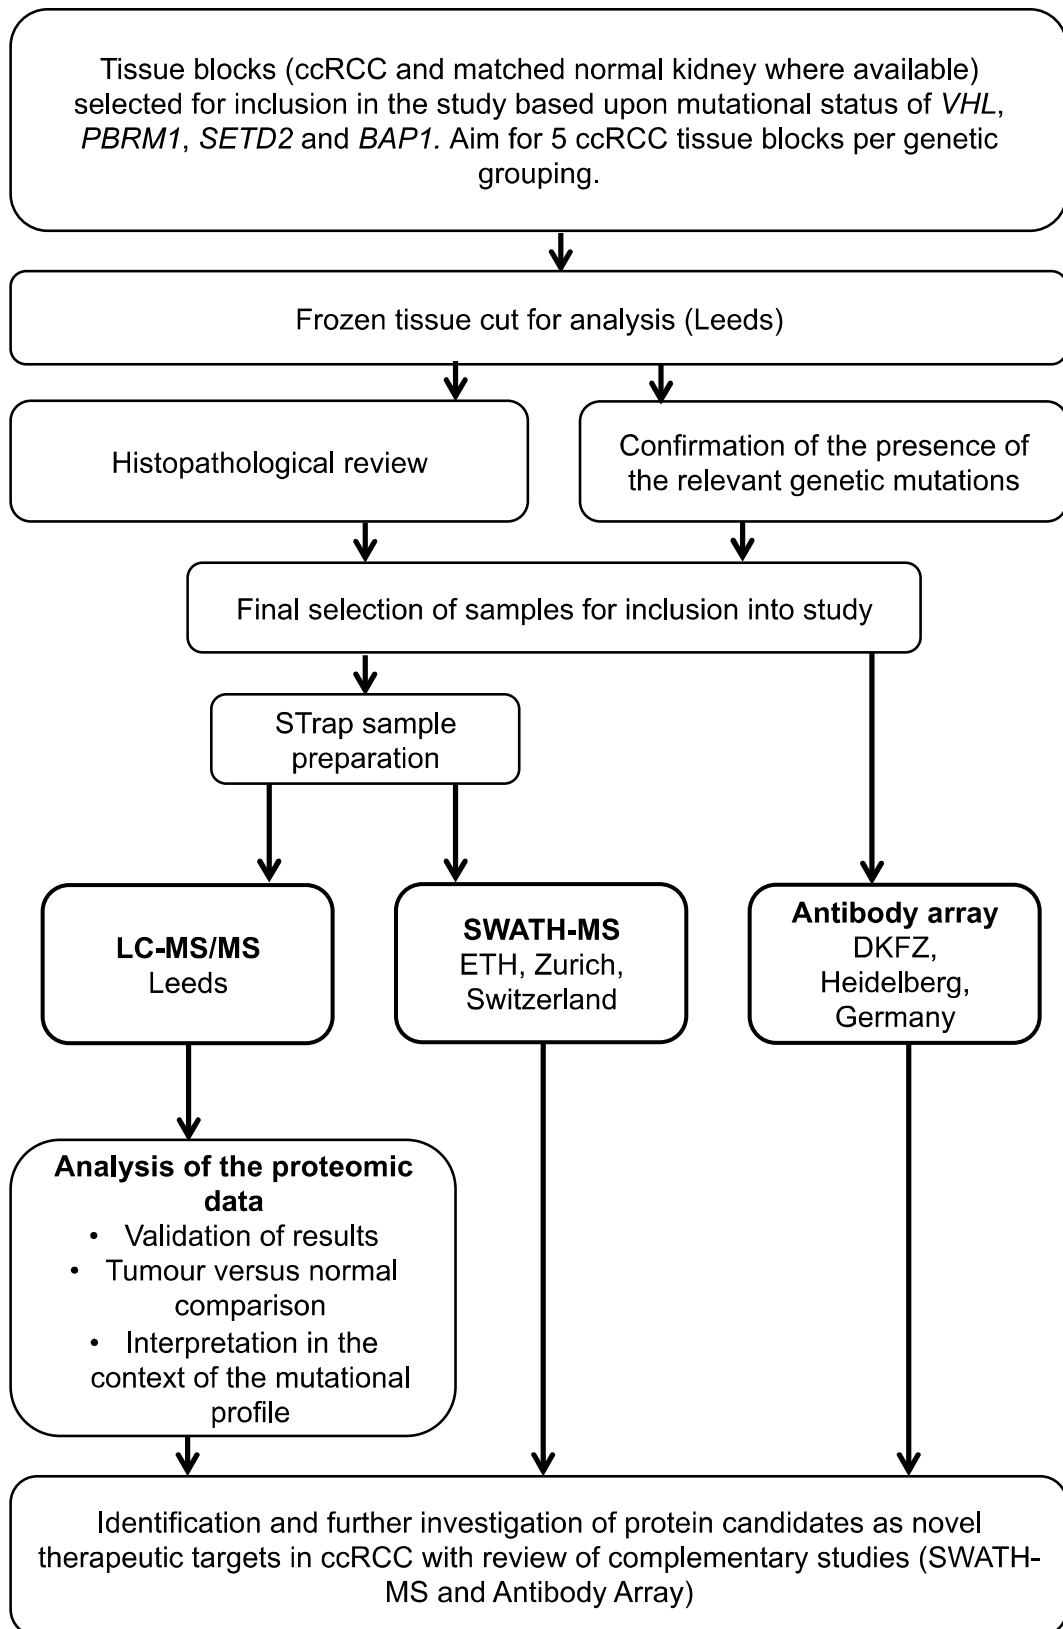 Tissue blocks (ccRCC and matched normal kidney where available)
selected for inclusion in the study based upon mutational status of VHL,
PBRM1, SETD2 and BAP1. Aim for 5 ccRCC tissue blocks per genetic
grouping.
Frozen tissue cut for analysis (Leeds)
Histopathological review
Confirmation of the presence of
the relevant genetic mutations
Final selection of samples for inclusion into study
STrap sample
preparation
LC-MS/MS
Leeds
SWATH-MS
ETH, Zurich,
Switzerland
Antibody array
DKFZ,
Heidelberg,
Germany
Analysis of the proteomic
data
• Validation of results
• Tumour versus normal
comparison
• Interpretation in the
context of the mutational
profile
Identification and further investigation of protein candidates as novel
therapeutic targets in ccRCC with review of complementary studies (SWATH-
MS and Antibody Array)